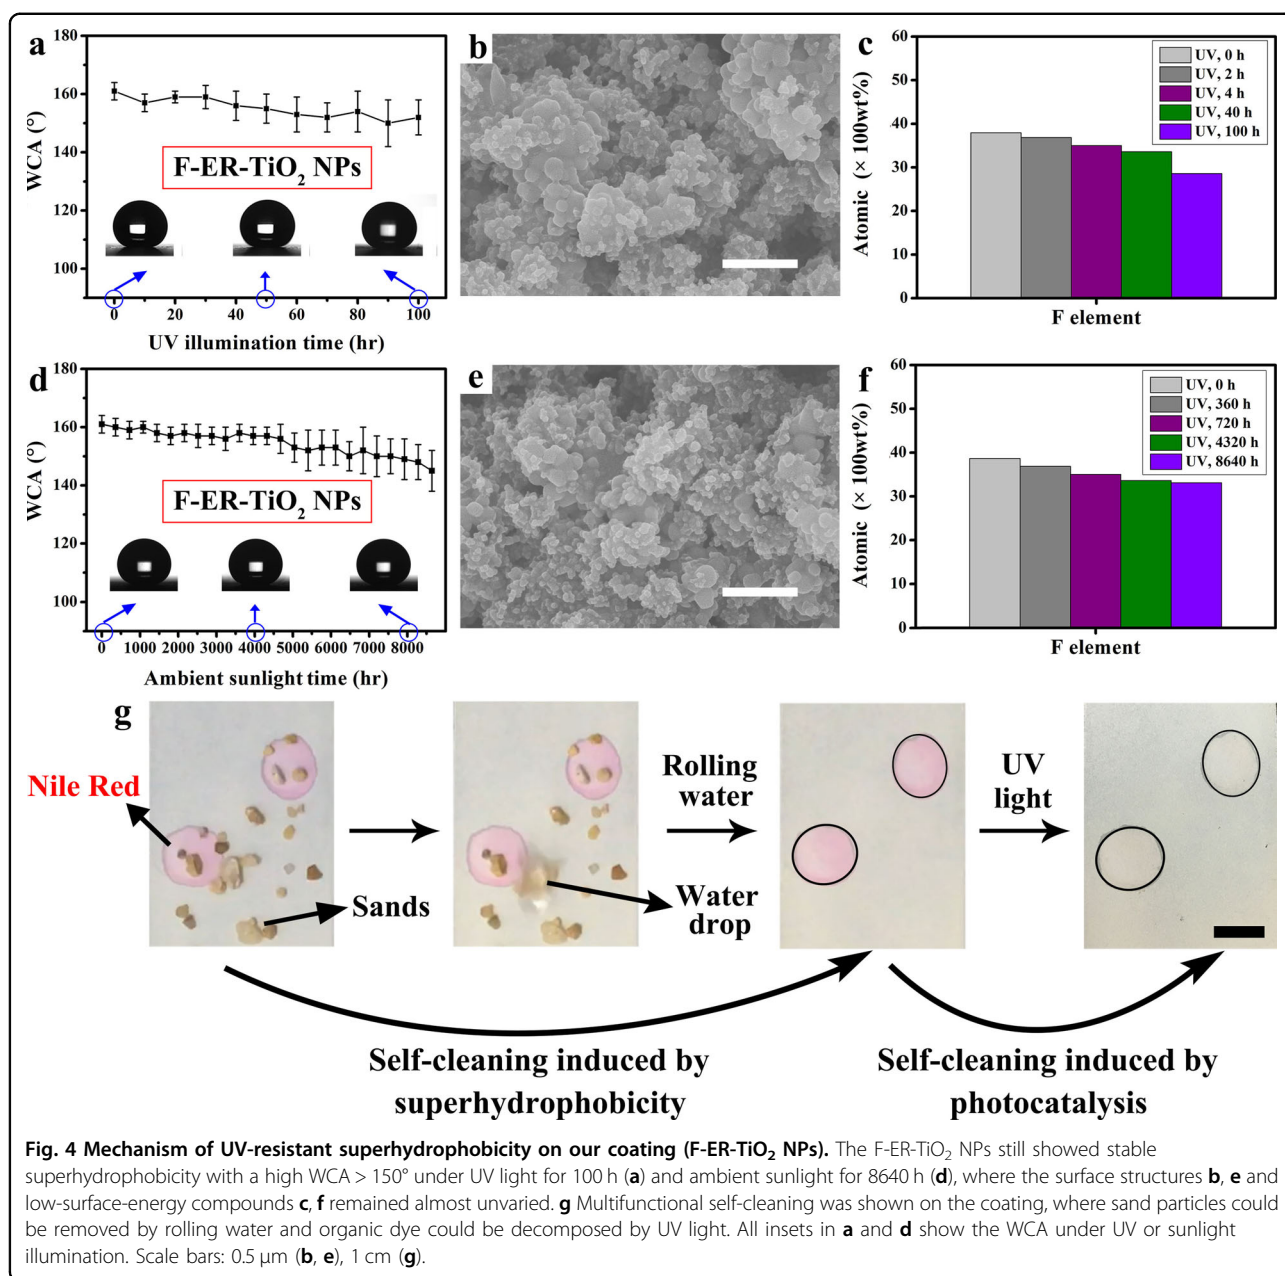 a
180
160
140
120
100
WCA (°)
F-ER-TiO₂ NPs
0 20 40 60 80 100
UV illumination time (hr)
b
c
60
50
40
30
20
10
0
Atomic (× 100wt%)
UV, 0 h
UV, 2 h
UV, 4 h
UV, 40 h
UV, 100 h
F element
d
180
160
140
120
100
WCA (°)
F-ER-TiO₂ NPs
0 1000 2000 3000 4000 5000 6000 7000 8000
Ambient sunlight time (hr)
e
f
60
50
40
30
20
10
0
Atomic (× 100wt%)
UV, 0 h
UV, 360 h
UV, 720 h
UV, 4320 h
UV, 8640 h
F element
g
Nile Red
Sands
Water
drop
Rolling
water
UV
light
Self-cleaning induced by
superhydrophobicity
Self-cleaning induced by
photocatalysis
Fig. 4 Mechanism of UV-resistant superhydrophobicity on our coating (F-ER-TiO₂ NPs). The F-ER-TiO₂ NPs still showed stable
superhydrophobicity with a high WCA > 150° under UV light for 100 h (a) and ambient sunlight for 8640 h (d), where the surface structures b, e and
low-surface-energy compounds c, f remained almost unvaried. g Multifunctional self-cleaning was shown on the coating, where sand particles could
be removed by rolling water and organic dye could be decomposed by UV light. All insets in a and d show the WCA under UV or sunlight
illumination. Scale bars: 0.5 μm (b, e), 1 cm (g).